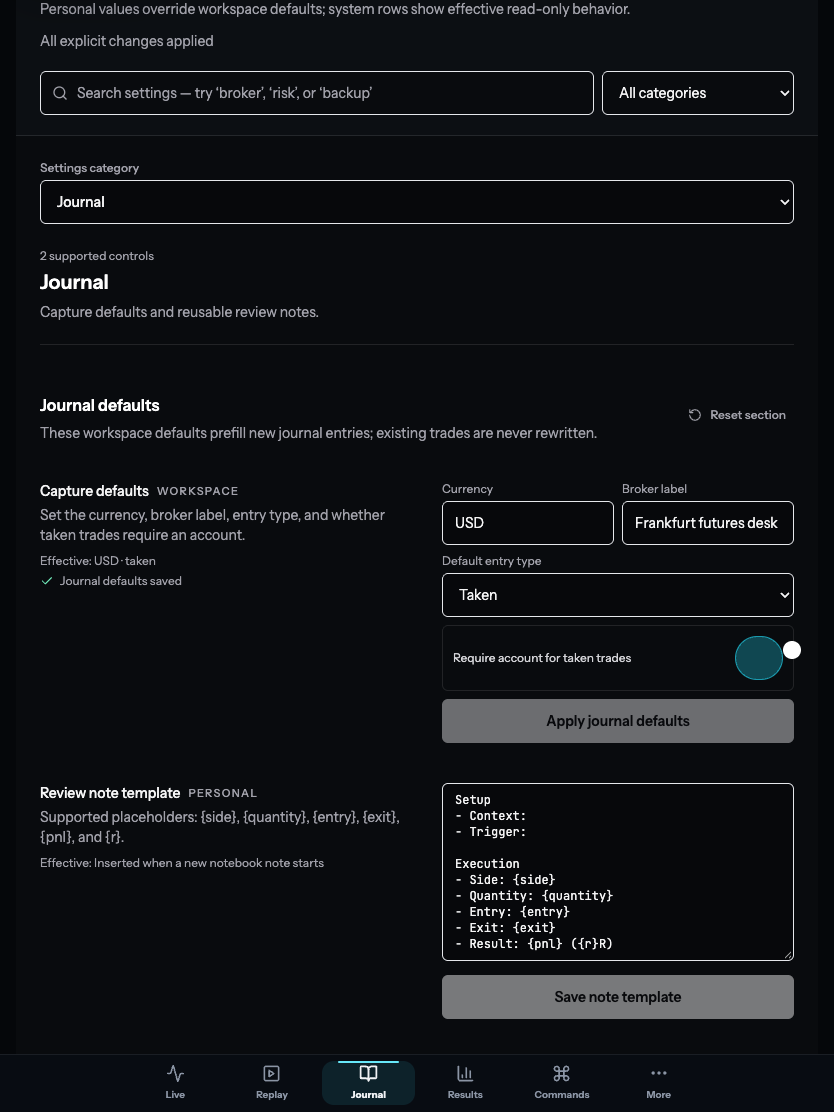 Personal values override workspace defaults; system rows show effective read-only behavior.
All explicit changes applied
Search settings — try ‘broker’, ‘risk’, or ‘backup’
All categories
Settings category
Journal
2 supported controls
Journal
Capture defaults and reusable review notes.
Journal defaults
These workspace defaults prefill new journal entries; existing trades are never rewritten.
Reset section
Capture defaults WORKSPACE
Set the currency, broker label, entry type, and whether
taken trades require an account.
Effective: USD · taken
Journal defaults saved
Currency
Broker label
USD
Frankfurt futures desk
Default entry type
Taken
Require account for taken trades
Apply journal defaults
Review note template PERSONAL
Supported placeholders: {side}, {quantity}, {entry}, {exit},
{pnl}, and {r}.
Effective: Inserted when a new notebook note starts
Setup
- Context:
- Trigger:
Execution
- Side: {side}
- Quantity: {quantity}
- Entry: {entry}
- Exit: {exit}
- Result: {pnl} ({r}R)
Save note template
Live
Replay
Journal
Results
Commands
More